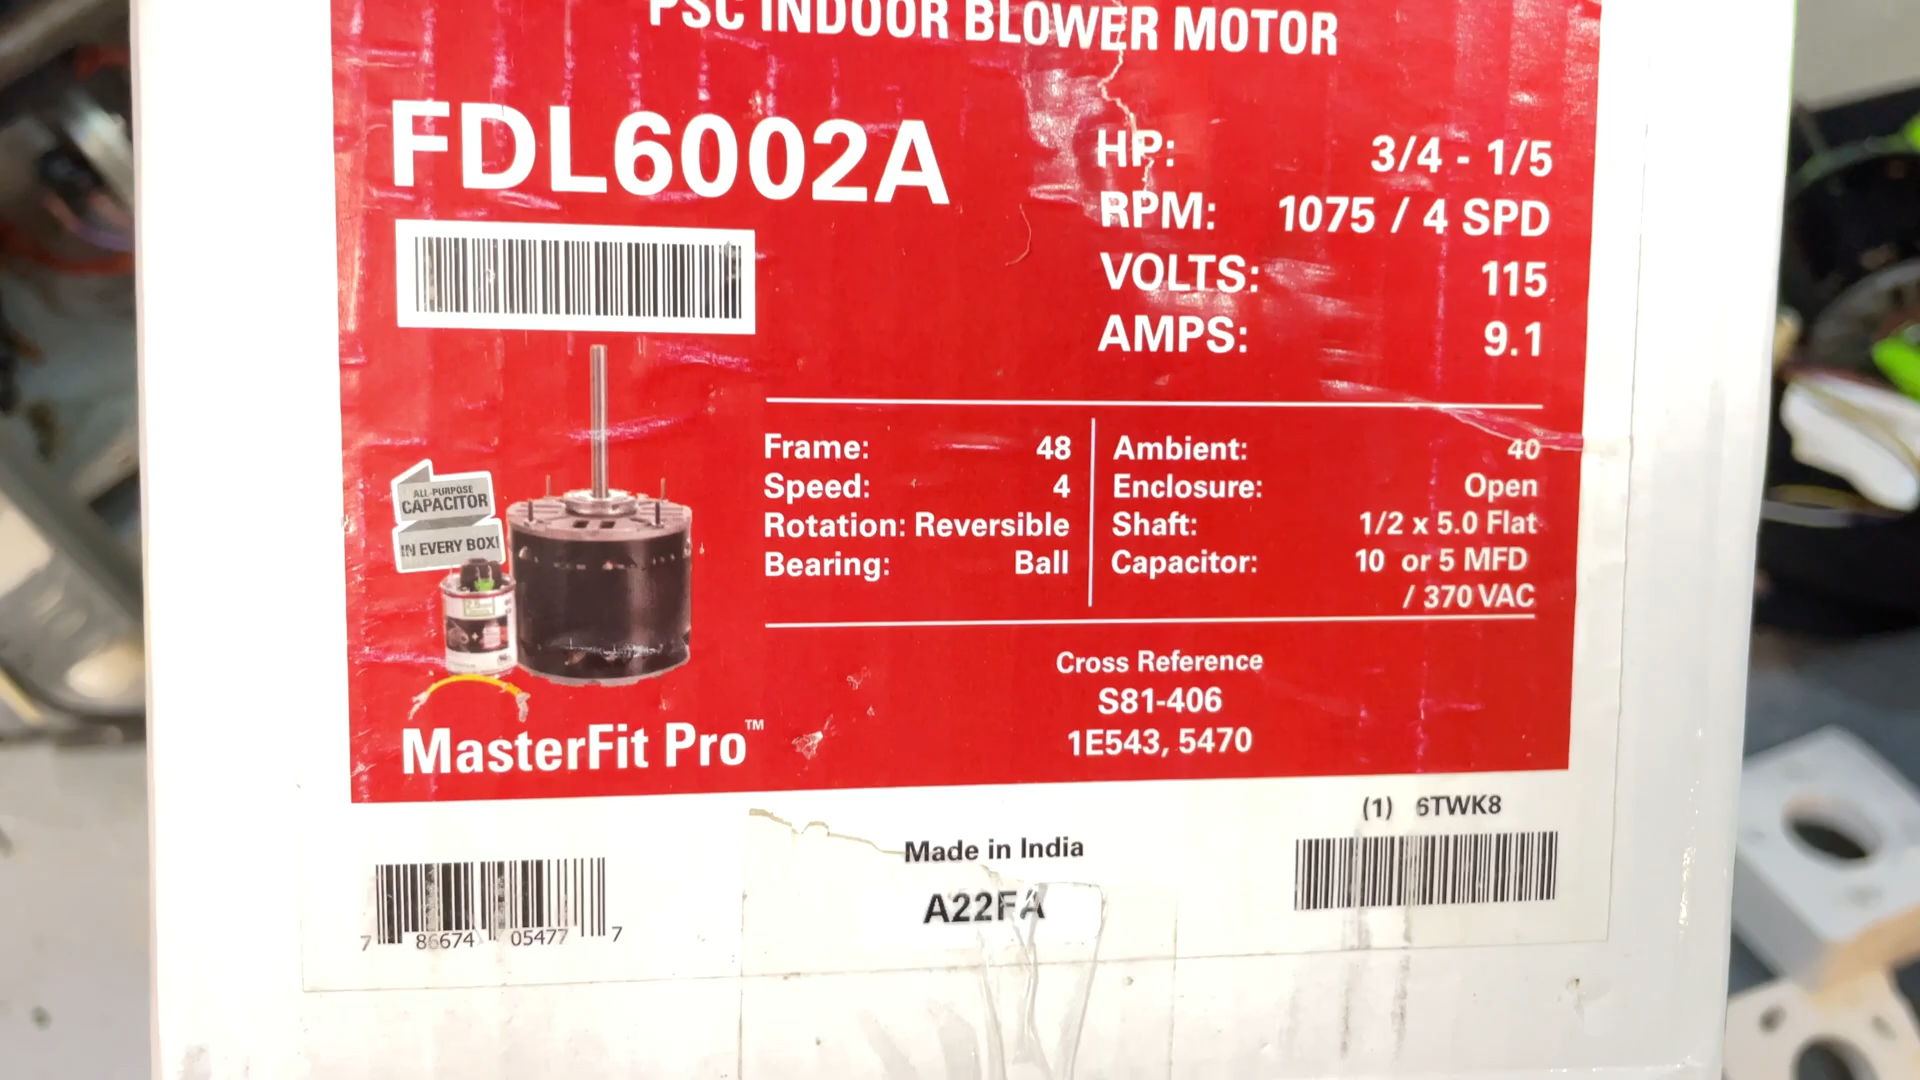 PSC INDOOR BLOWER MOTOR
FDL6002A
HP: 3/4 - 1/5
RPM: 1075 / 4 SPD
VOLTS: 115
AMPS: 9.1
Frame: 48
Speed: 4
Rotation: Reversible
Bearing: Ball
Ambient: 40
Enclosure: Open
Shaft: 1/2 x 5.0 Flat
Capacitor: 10 or 5 MFD
/ 370 VAC
ALL-PURPOSE
CAPACITOR
IN EVERY BOX!
Cross Reference
S81-406
1E543, 5470
MasterFit Pro™
(1) 6TWK8
Made in India
A22FA
7 86674 05477 7